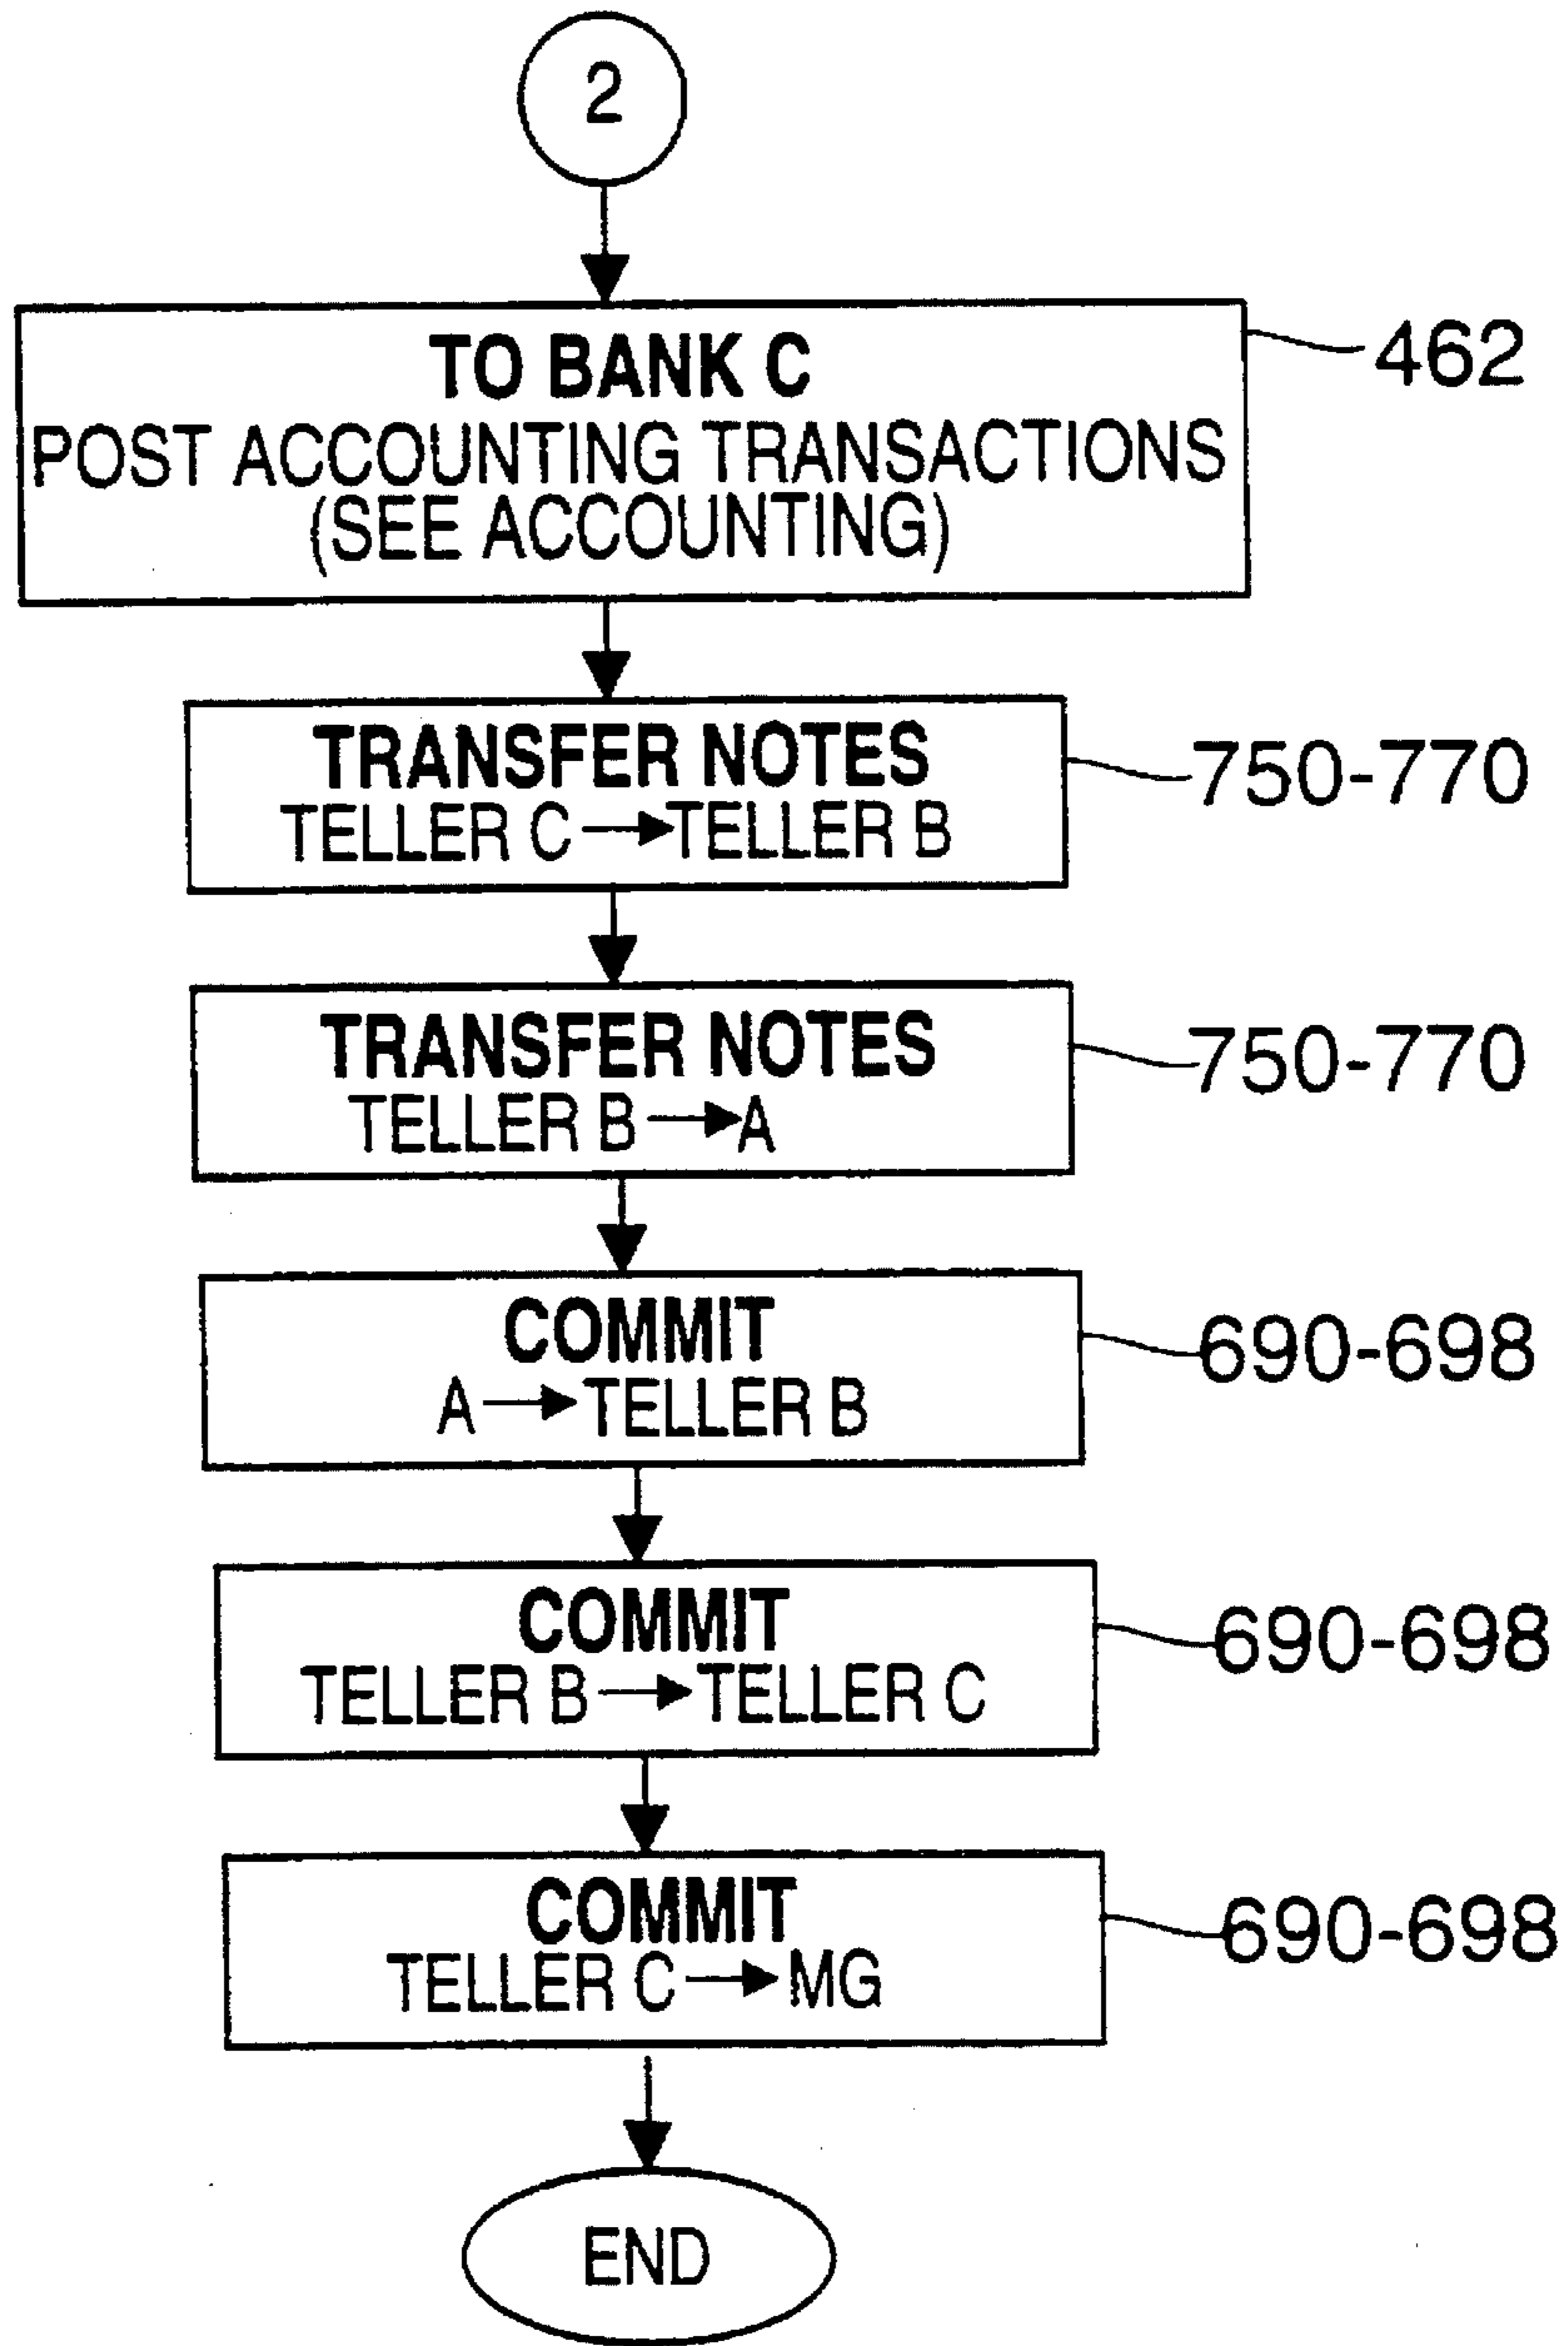 2
TO BANK C
462
POST ACCOUNTING TRANSACTIONS
(SEE ACCOUNTING)
TRANSFER NOTES
750-770
TELLER C → TELLER B
TRANSFER NOTES
750-770
TELLER B → A
COMMIT
690-698
A → TELLER B
COMMIT
690-698
TELLER B → TELLER C
COMMIT
690-698
TELLER C → MG
END